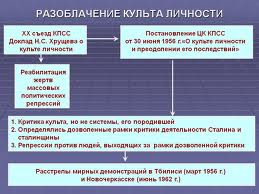 РАЗОБЛАЧЕНИЕ КУЛЬТА ЛИЧНОСТИ
XX съезд КПСС
Доклад Н.С. Хрущева о
культе личности
Постановление ЦК КПСС
от 30 июня 1956 г.«О культе личности
и преодолении его последствий»
Реабилитация
жертв
массовых
политических
репрессий
1. Критика культа, но не системы, его породившей
2. Определялись дозволенные рамки критики деятельности Сталина и
сталинщины
3. Репрессии против людей, выходящих за рамки дозволенной критики
Расстрелы мирных демонстраций в Тбилиси (март 1956 г.)
и Новочеркасске (июнь 1962 г.)